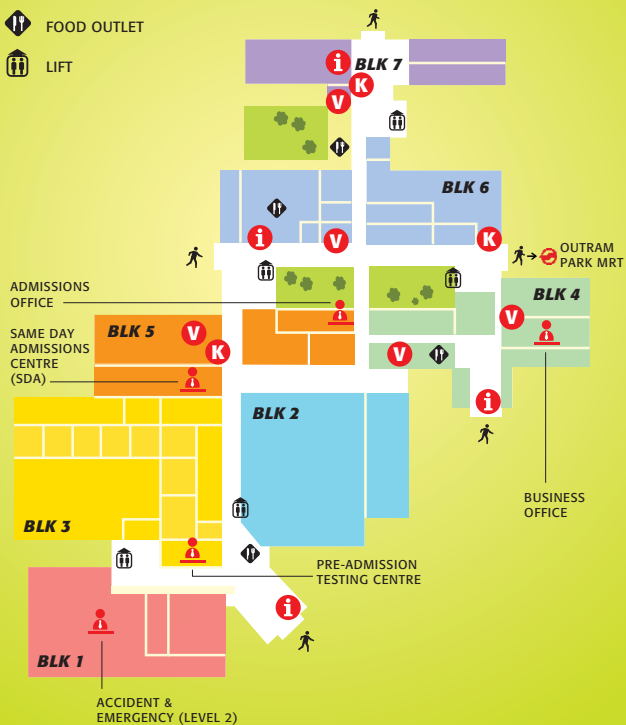 FOOD OUTLET
LIFT
BLK 7
i
K
V
BLK 6
i
V
K
OUTRAM
PARK MRT
ADMISSIONS
OFFICE
BLK 4
SAME DAY
ADMISSIONS
CENTRE
(SDA)
BLK 5
V
K
V
V
i
BLK 2
BLK 3
BUSINESS
OFFICE
PRE-ADMISSION
TESTING CENTRE
i
BLK 1
ACCIDENT &
EMERGENCY (LEVEL 2)